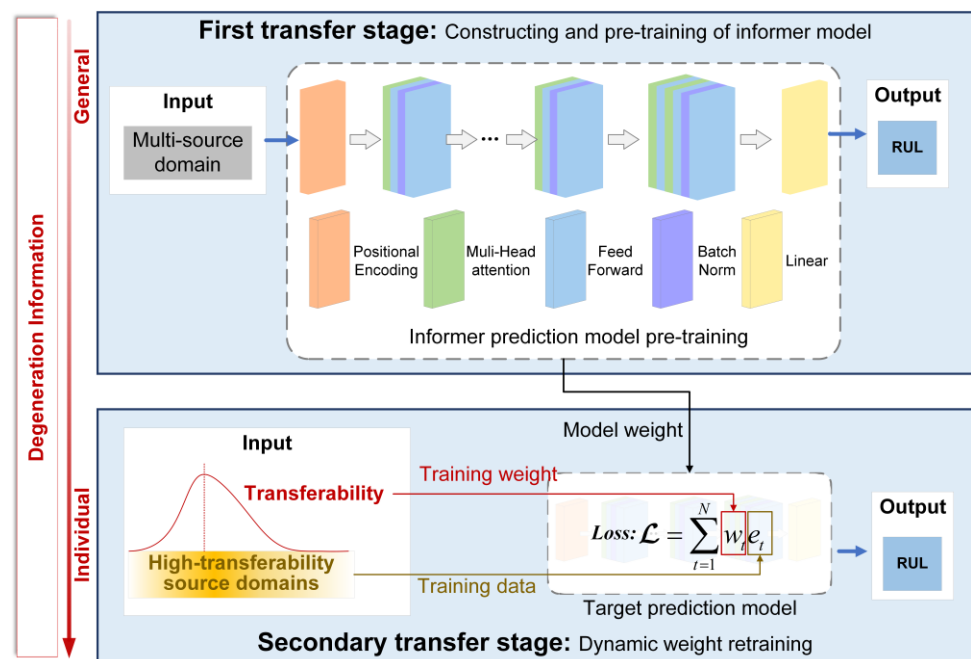 First transfer stage: Constructing and pre-training of informer model
General
Degeneration Information
Individual
Input
Multi-source
domain
...
Output
RUL
Positional
Encoding
Muli-Head
attention
Feed
Forward
Batch
Norm
Linear
Informer prediction model pre-training
Model weight
Input
Transferability
Training weight
High-transferability
source domains
Training data
Loss: ℒ = ∑_{t=1}^{N} w_t e_t
Target prediction model
Output
RUL
Secondary transfer stage: Dynamic weight retraining